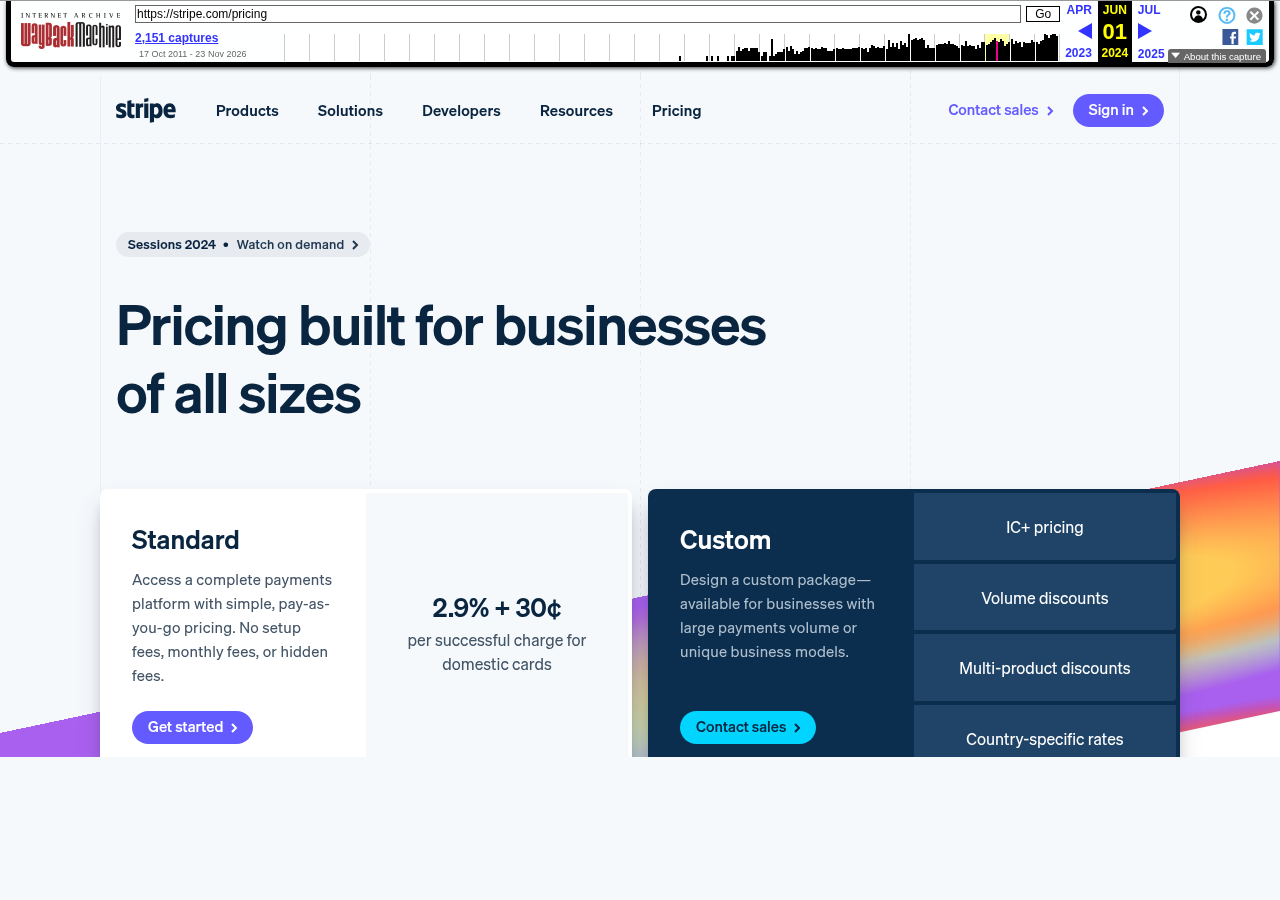 INTERNET ARCHIVE
WayBackMachine
https://stripe.com/pricing
Go
2,151 captures
17 Oct 2011 - 23 Nov 2026
APR JUN JUL
01
2023 2024 2025
About this capture
stripe
Products
Solutions
Developers
Resources
Pricing
Contact sales
Sign in
Sessions 2024 • Watch on demand
Pricing built for businesses
of all sizes
Standard
Access a complete payments
platform with simple, pay-as-
you-go pricing. No setup
fees, monthly fees, or hidden
fees.
Get started
2.9% + 30¢
per successful charge for
domestic cards
Custom
Design a custom package—
available for businesses with
large payments volume or
unique business models.
Contact sales
IC+ pricing
Volume discounts
Multi-product discounts
Country-specific rates